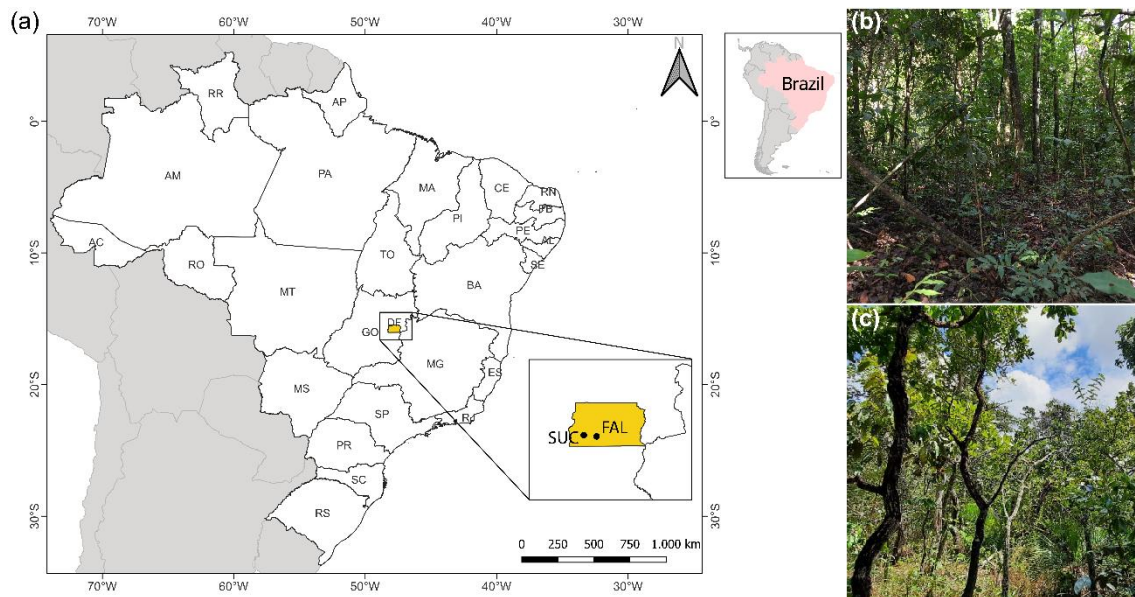 (a)
70°W 60°W 50°W 40°W 30°W
N
(b)
Brazil
RR
AP
0°
0°
AM
PA
MA
CE
RN
PB
PI
PE
AL
AC
TO
SE
10°S
10°S
RO
BA
MT
DF
(c)
GO
MG
20°S
20°S
ES
MS
SP
RJ
SUC
FAL
PR
SC
RS
30°S
30°S
0 250 500 750 1.000 km
70°W 60°W 50°W 40°W 30°W